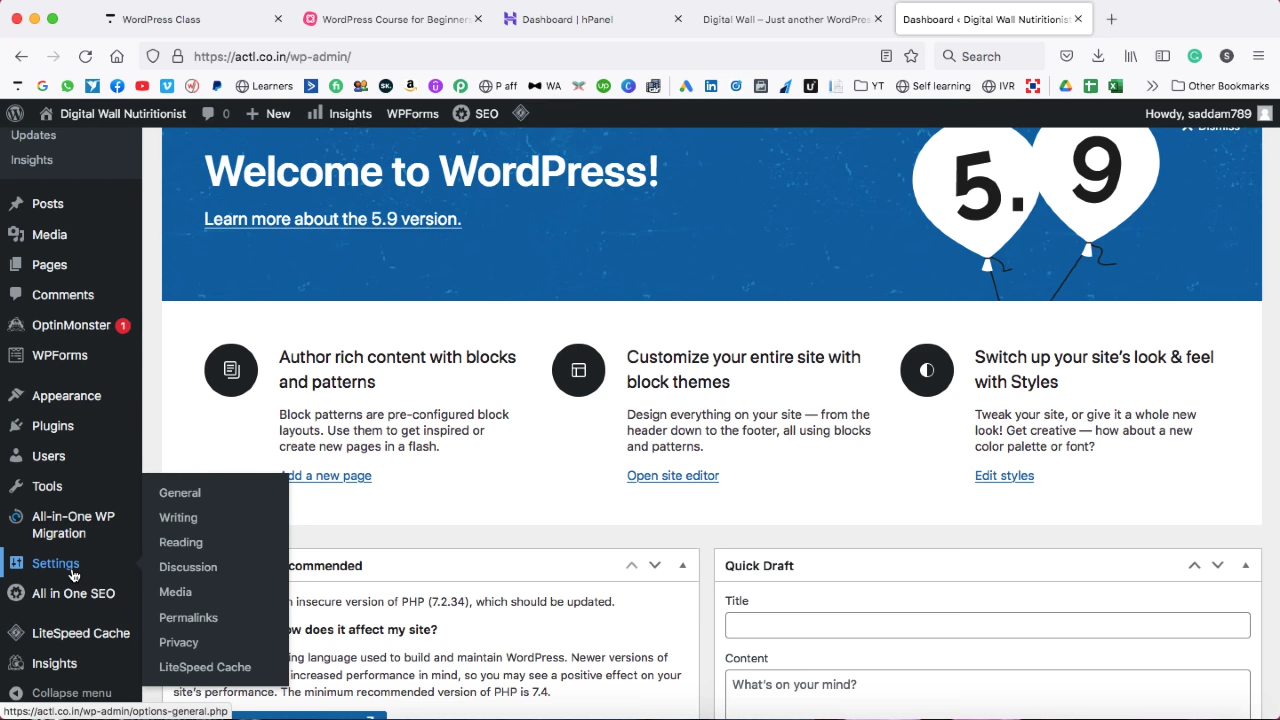 WordPress Class
WordPress Course for Beginners
Dashboard | hPanel
Digital Wall – Just another WordPres
Dashboard ‹ Digital Wall Nuitritionist
https://actl.co.in/wp-admin/
Search
Learners
P aff
WA
YT
Self learning
IVR
Other Bookmarks
Digital Wall Nuitritionist
0
New
Insights
WPForms
SEO
Howdy, saddam789
Updates
Insights
Posts
Media
Pages
Comments
OptinMonster 1
WPForms
Appearance
Plugins
Users
Tools
All-in-One WP
Migration
Settings
All in One SEO
LiteSpeed Cache
Insights
Collapse menu
General
Writing
Reading
Discussion
Media
Permalinks
Privacy
LiteSpeed Cache
Dismiss
Welcome to WordPress!
Learn more about the 5.9 version.
5.9
Author rich content with blocks
and patterns
Block patterns are pre-configured block
layouts. Use them to get inspired or
create new pages in a flash.
dd a new page
Customize your entire site with
block themes
Design everything on your site — from the
header down to the footer, all using blocks
and patterns.
Open site editor
Switch up your site's look & feel
with Styles
Tweak your site, or give it a whole new
look! Get creative — how about a new
color palette or font?
Edit styles
commended
insecure version of PHP (7.2.34), which should be updated.
ow does it affect my site?
ing language used to build and maintain WordPress. Newer versions of
increased performance in mind, so you may see a positive effect on your
site's performance. The minimum recommended version of PHP is 7.4.
Quick Draft
Title
Content
What's on your mind?
https://actl.co.in/wp-admin/options-general.php